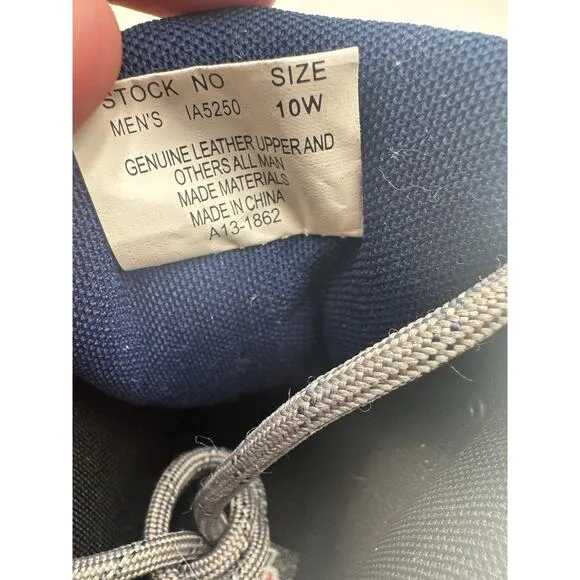 STOCK NO SIZE
MEN'S IA5250 10W
GENUINE LEATHER UPPER AND
OTHERS ALL MAN
MADE MATERIALS
MADE IN CHINA
A13-1862